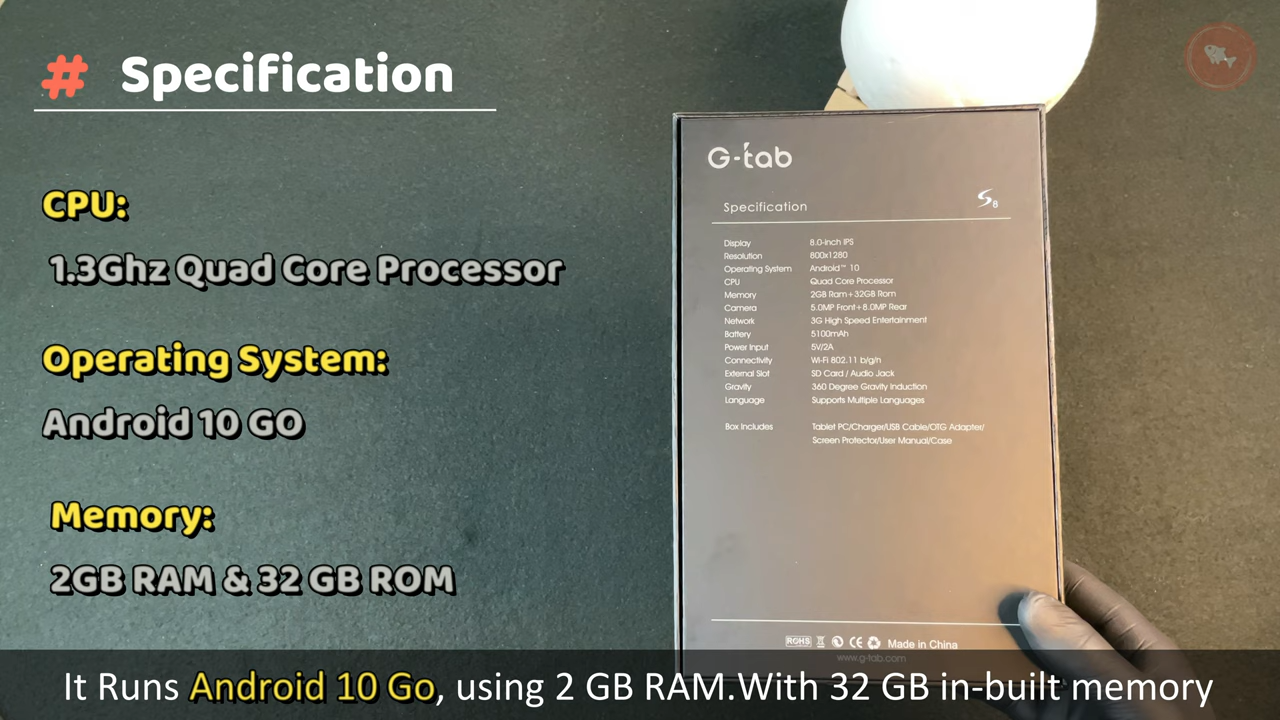 # Specification
CPU:
1.3Ghz Quad Core Processor
Operating System:
Android 10 GO
Memory:
2GB RAM & 32 GB ROM
G-tab
Specification
S8
Display 8.0-inch IPS
Resolution 800x1280
Operating System Android™ 10
CPU Quad Core Processor
Memory 2GB Ram+32GB Rom
Camera 5.0MP Front+8.0MP Rear
Network 3G High Speed Entertainment
Battery 5100mAh
Power Input 5V/2A
Connectivity Wi-Fi 802.11 b/g/n
External Slot SD Card / Audio Jack
Gravity 360 Degree Gravity Induction
Language Supports Multiple Languages
Box Includes Tablet PC/Charger/USB Cable/OTG Adapter/
Screen Protector/User Manual/Case
ROHS CE Made in China
www.g-tab.com
It Runs Android 10 Go, using 2 GB RAM.With 32 GB in-built memory